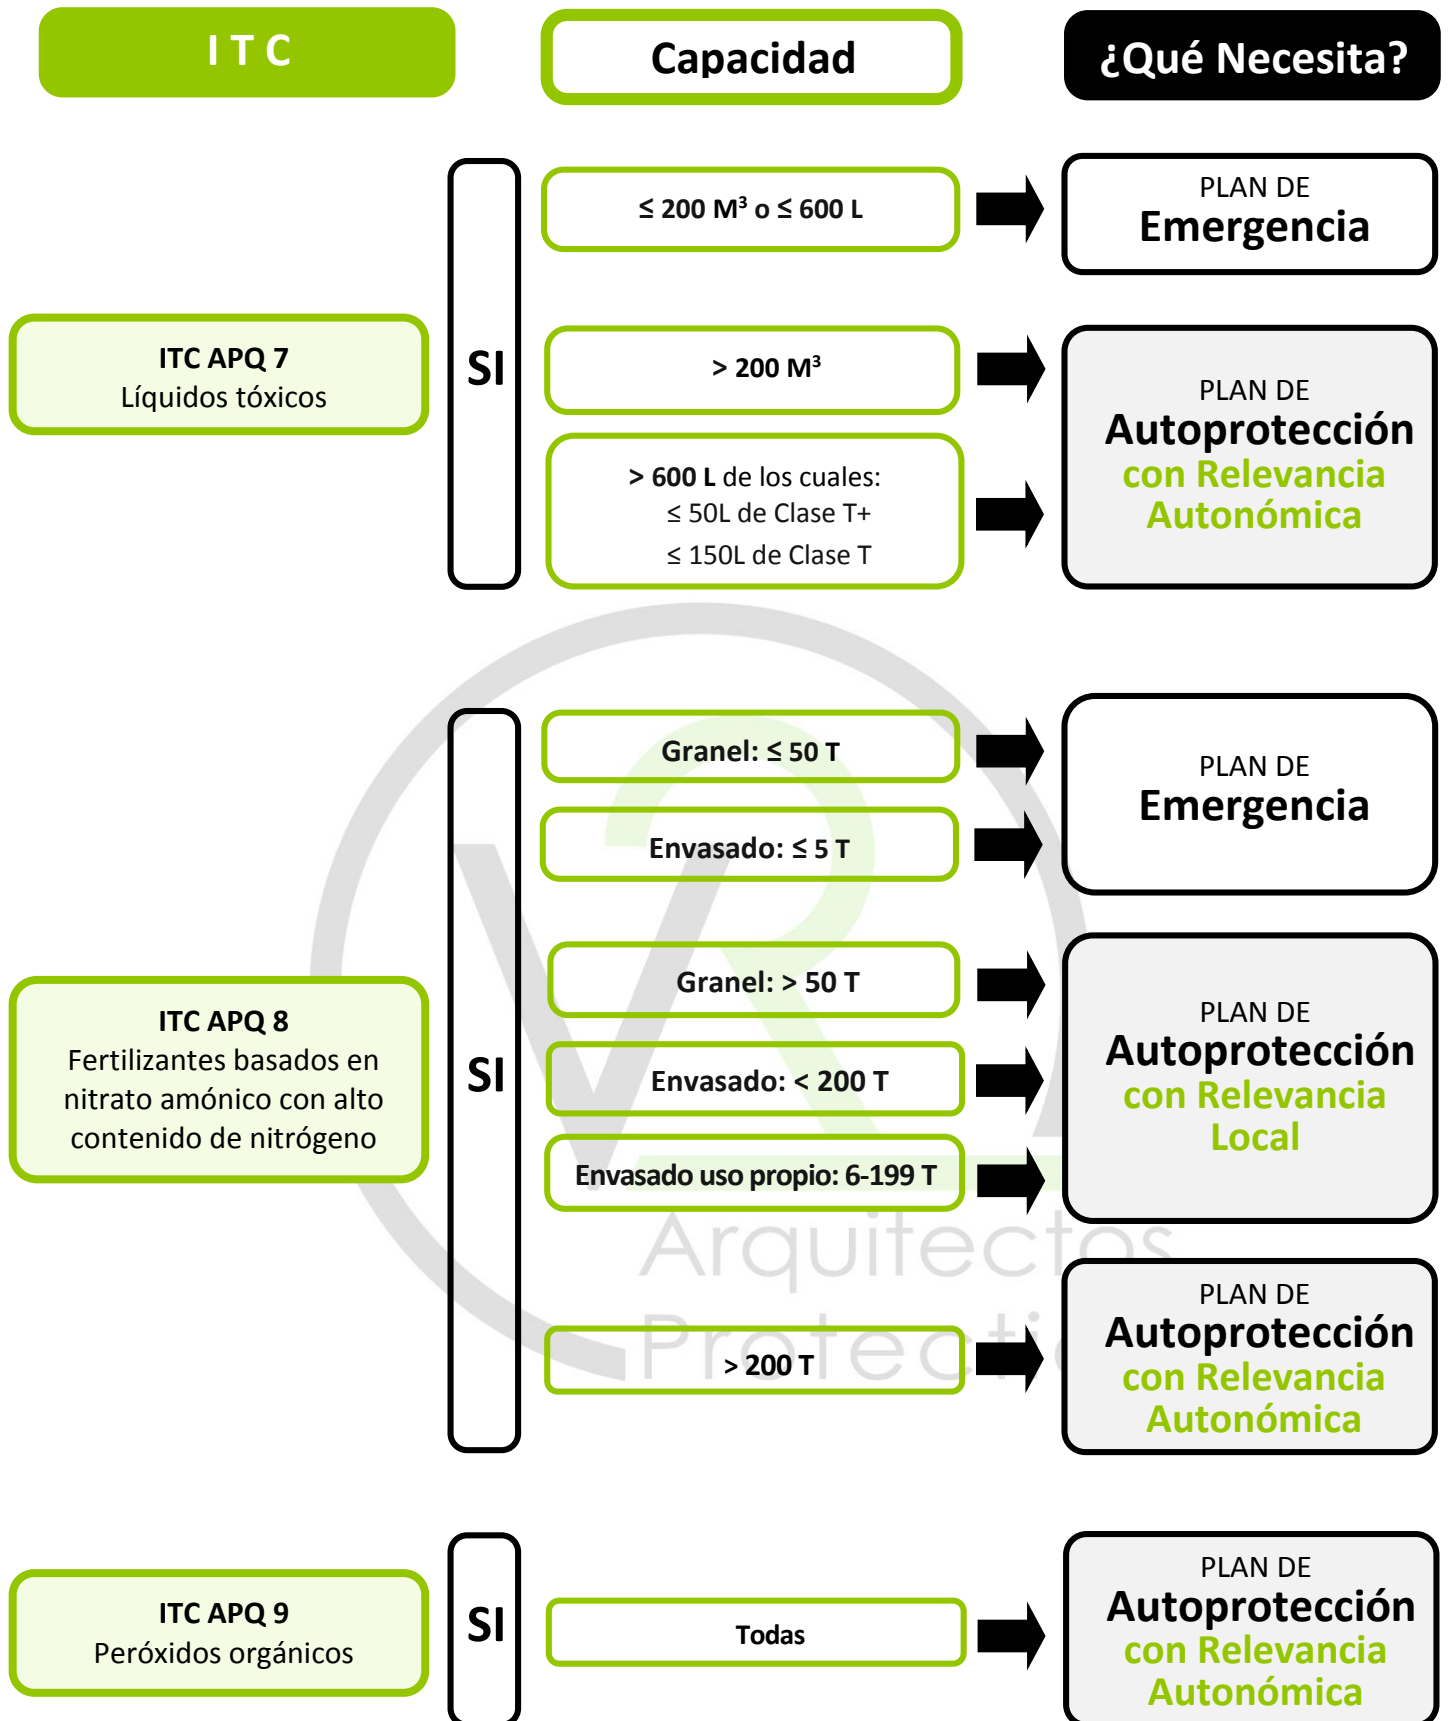 ITC
Capacidad
¿Qué Necesita?
ITC APQ 7
Líquidos tóxicos
SI
≤ 200 M³ o ≤ 600 L
PLAN DE
Emergencia
> 200 M³
> 600 L de los cuales:
≤ 50L de Clase T+
≤ 150L de Clase T
PLAN DE
Autoprotección
con Relevancia
Autonómica
ITC APQ 8
Fertilizantes basados en
nitrato amónico con alto
contenido de nitrógeno
SI
Granel: ≤ 50 T
Envasado: ≤ 5 T
PLAN DE
Emergencia
Granel: > 50 T
Envasado: < 200 T
Envasado uso propio: 6-199 T
PLAN DE
Autoprotección
con Relevancia
Local
> 200 T
PLAN DE
Autoprotección
con Relevancia
Autonómica
ITC APQ 9
Peróxidos orgánicos
SI
Todas
PLAN DE
Autoprotección
con Relevancia
Autonómica
VR
Arquitectos